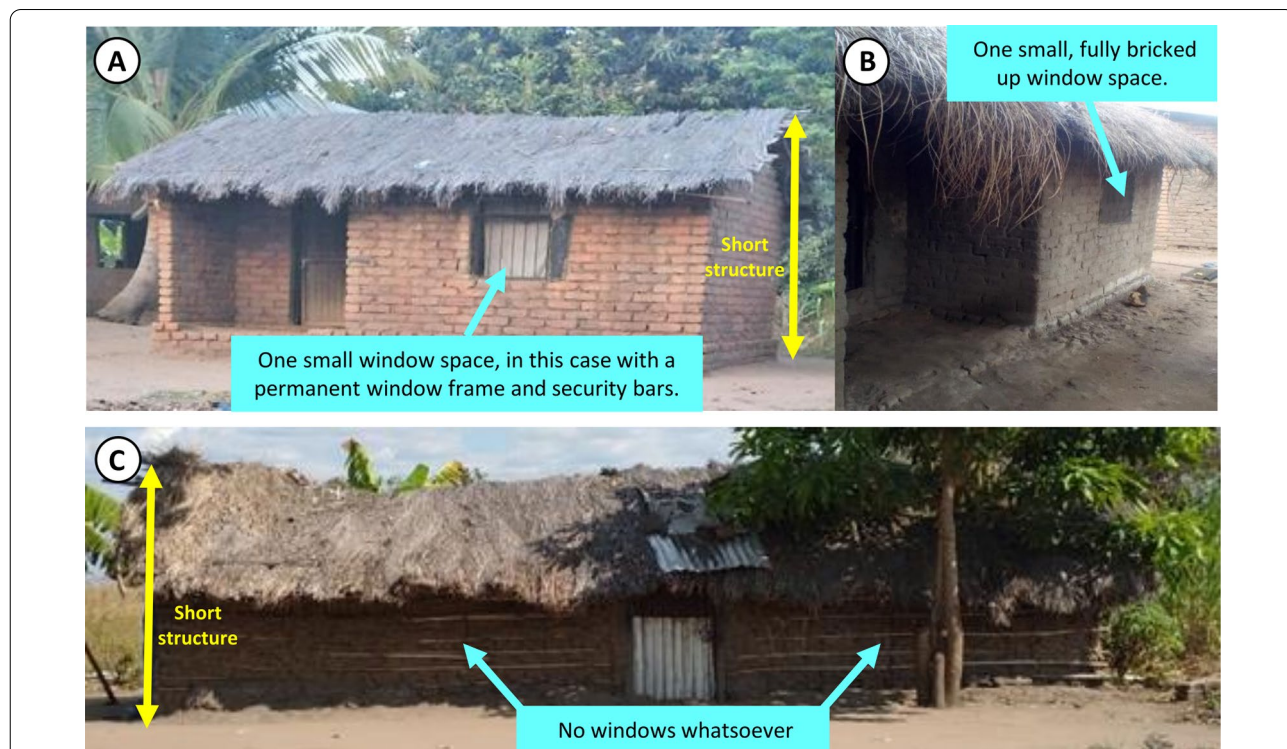 A
B
One small, fully bricked
up window space.
Short
structure
One small window space, in this case with a
permanent window frame and security bars.
C
Short
structure
No windows whatsoever